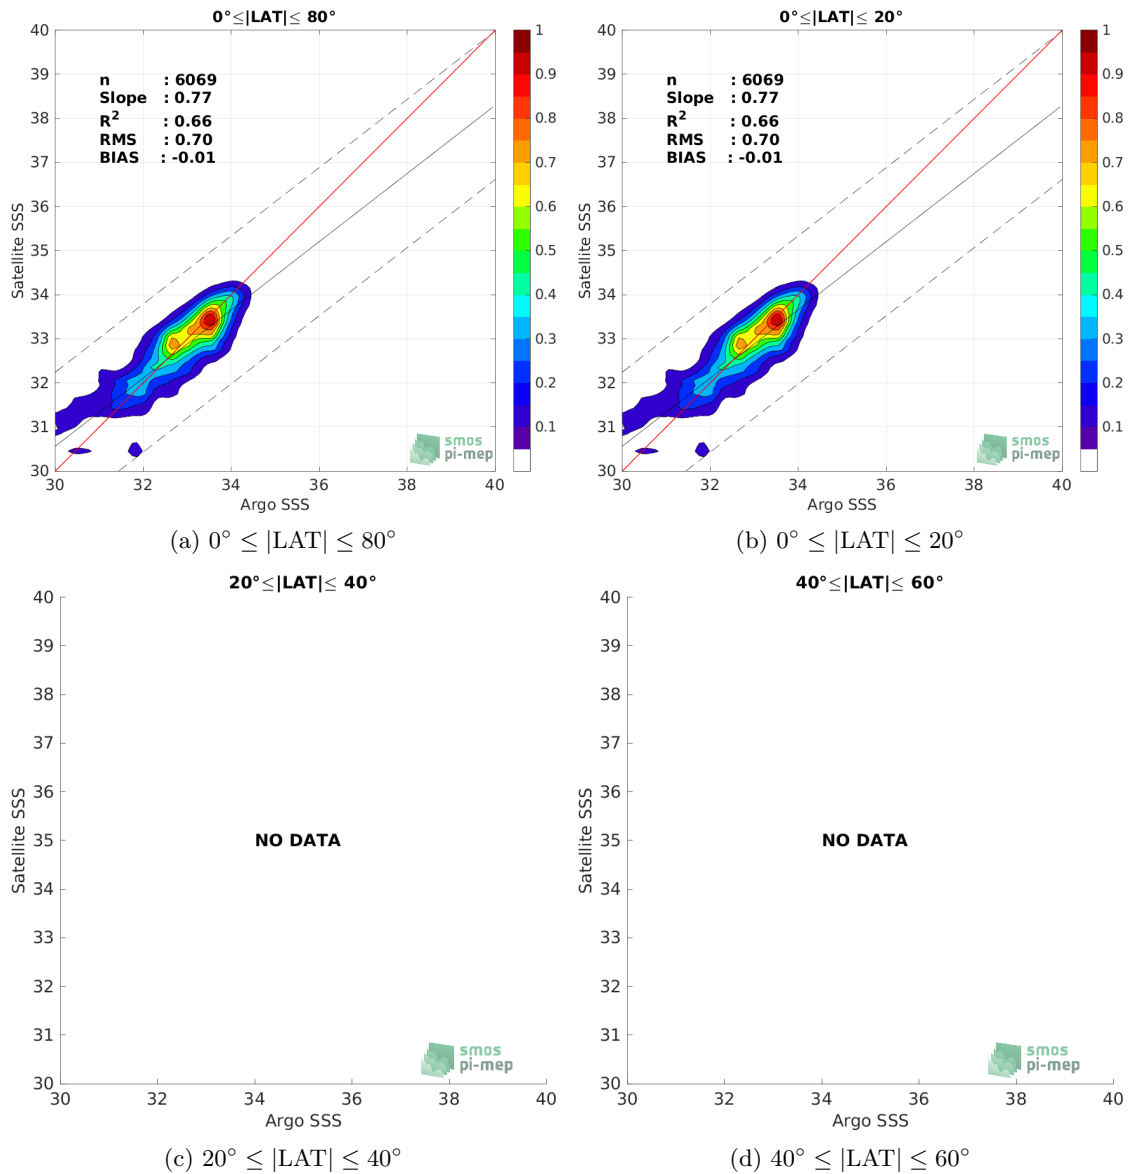 0°≤|LAT|≤ 80°
40
39
38
37
36
35
34
33
32
31
30
Satellite SSS
n : 6069
Slope : 0.77
R² : 0.66
RMS : 0.70
BIAS : -0.01
smos
pi-mep
30 32 34 36 38 40
Argo SSS
1
0.9
0.8
0.7
0.6
0.5
0.4
0.3
0.2
0.1
(a) 0° ≤ |LAT| ≤ 80°
0°≤|LAT|≤ 20°
40
39
38
37
36
35
34
33
32
31
30
Satellite SSS
n : 6069
Slope : 0.77
R² : 0.66
RMS : 0.70
BIAS : -0.01
smos
pi-mep
30 32 34 36 38 40
Argo SSS
1
0.9
0.8
0.7
0.6
0.5
0.4
0.3
0.2
0.1
(b) 0° ≤ |LAT| ≤ 20°
20°≤|LAT|≤ 40°
40
39
38
37
36
35
34
33
32
31
30
Satellite SSS
NO DATA
smos
pi-mep
30 32 34 36 38 40
Argo SSS
(c) 20° ≤ |LAT| ≤ 40°
40°≤|LAT|≤ 60°
40
39
38
37
36
35
34
33
32
31
30
Satellite SSS
NO DATA
smos
pi-mep
30 32 34 36 38 40
Argo SSS
(d) 40° ≤ |LAT| ≤ 60°